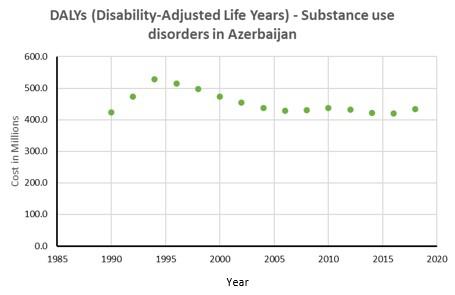 DALYs (Disability-Adjusted Life Years) - Substance use
disorders in Azerbaijan
600.0
500.0
400.0
300.0
200.0
100.0
0.0
Cost in Millions
1985 1990 1995 2000 2005 2010 2015 2020
Year